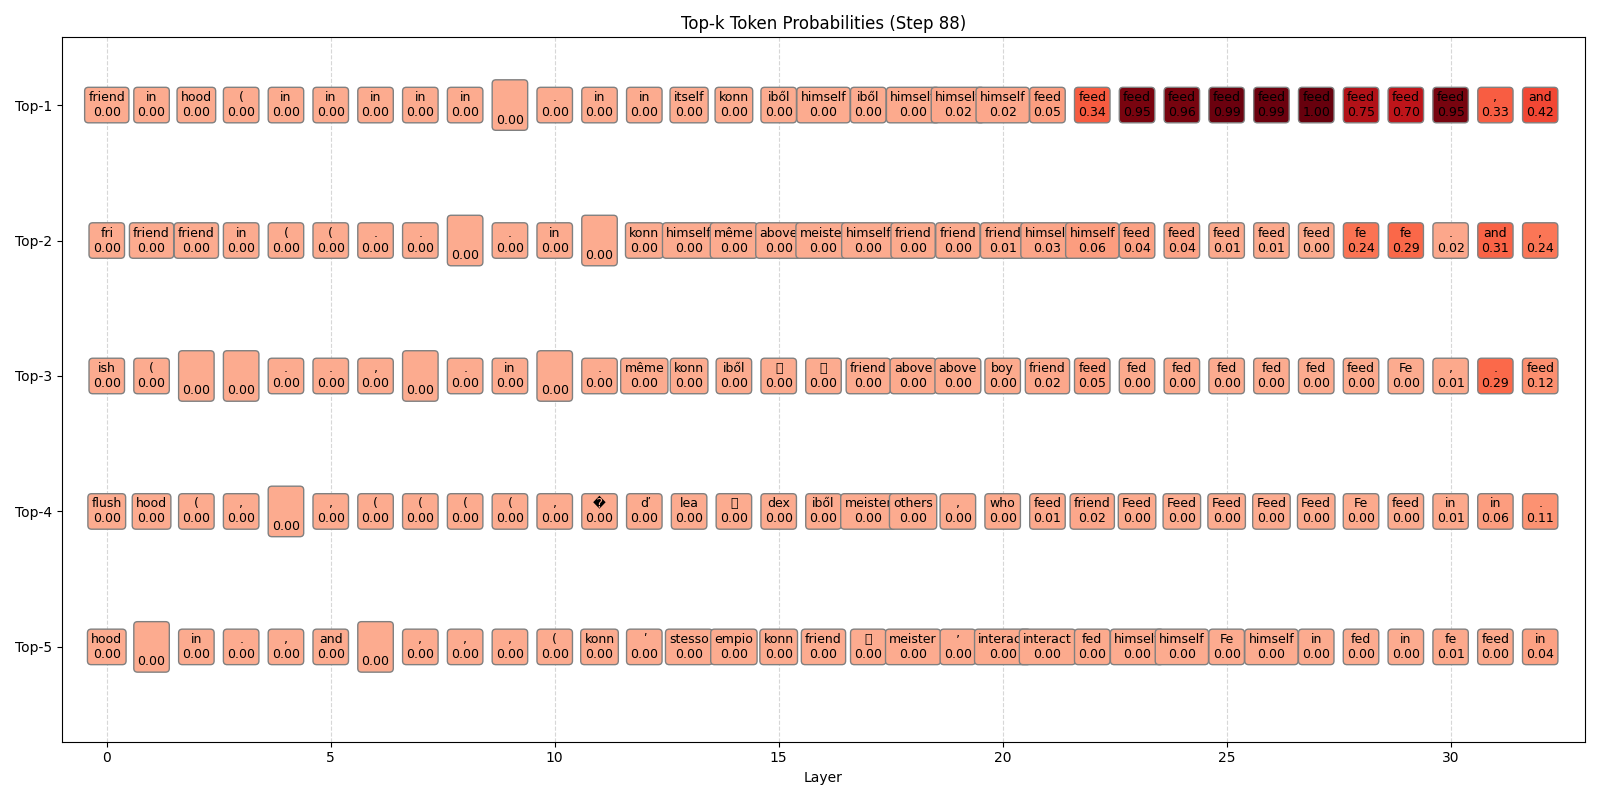 Top-k Token Probabilities (Step 88)
friend in hood ( in in in in in . in in itself konn iből himself iből himsel himsel himself feed feed feed feed feed feed feed feed feed feed , and
Top-1 0.00 0.00 0.00 0.00 0.00 0.00 0.00 0.00 0.00 0.00 0.00 0.00 0.00 0.00 0.00 0.00 0.00 0.00 0.00 0.02 0.02 0.05 0.34 0.95 0.96 0.99 0.99 1.00 0.75 0.70 0.95 0.33 0.42
fri friend friend in ( ( . . . in konn himself même above meiste himself friend friend friend himsel himself feed feed feed feed feed fe fe . and ,
Top-2 0.00 0.00 0.00 0.00 0.00 0.00 0.00 0.00 0.00 0.00 0.00 0.00 0.00 0.00 0.00 0.00 0.00 0.00 0.00 0.00 0.01 0.03 0.06 0.04 0.04 0.01 0.01 0.00 0.24 0.29 0.02 0.31 0.24
ish ( . . , . in . même konn iből friend above above boy friend feed fed fed fed fed fed feed Fe , . feed
Top-3 0.00 0.00 0.00 0.00 0.00 0.00 0.00 0.00 0.00 0.00 0.00 0.00 0.00 0.00 0.00 0.00 0.00 0.00 0.00 0.00 0.00 0.02 0.05 0.00 0.00 0.00 0.00 0.00 0.00 0.00 0.01 0.29 0.12
flush hood ( , , ( ( ( ( , � ď lea dex iből meister others , who feed friend Feed Feed Feed Feed Feed Fe feed in in .
Top-4 0.00 0.00 0.00 0.00 0.00 0.00 0.00 0.00 0.00 0.00 0.00 0.00 0.00 0.00 0.00 0.00 0.00 0.00 0.00 0.00 0.00 0.01 0.02 0.00 0.00 0.00 0.00 0.00 0.00 0.00 0.01 0.06 0.11
hood in . , and , , , ( konn ' stesso empio konn friend meister ' interac interact fed himsel himself Fe himself in fed in fe feed in
Top-5 0.00 0.00 0.00 0.00 0.00 0.00 0.00 0.00 0.00 0.00 0.00 0.00 0.00 0.00 0.00 0.00 0.00 0.00 0.00 0.00 0.00 0.00 0.00 0.00 0.00 0.00 0.00 0.00 0.00 0.00 0.01 0.00 0.04
0 5 10 15 20 25 30
Layer